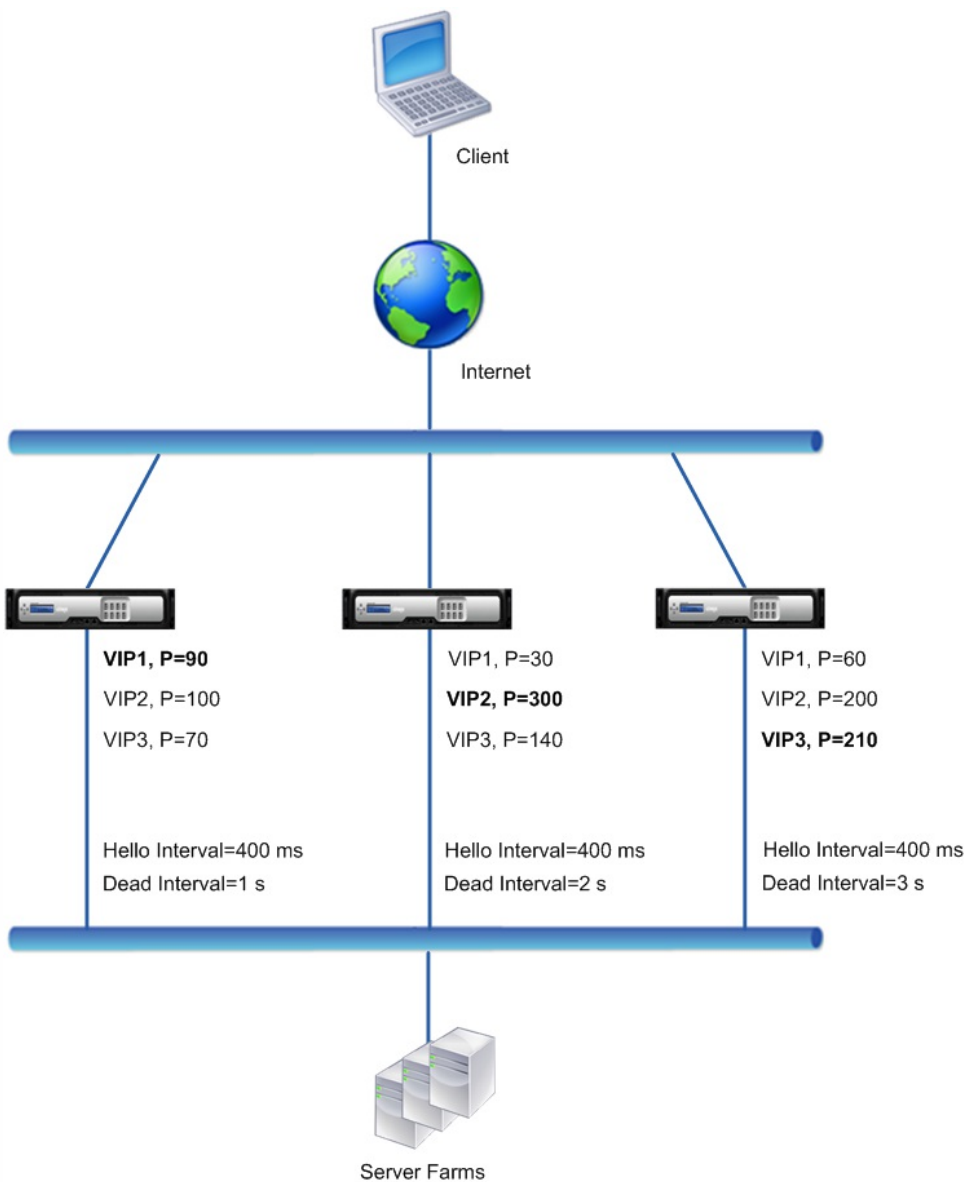 Client
Internet
VIP1, P=90
VIP2, P=100
VIP3, P=70
Hello Interval=400 ms
Dead Interval=1 s
VIP1, P=30
VIP2, P=300
VIP3, P=140
Hello Interval=400 ms
Dead Interval=2 s
VIP1, P=60
VIP2, P=200
VIP3, P=210
Hello Interval=400 ms
Dead Interval=3 s
Server Farms